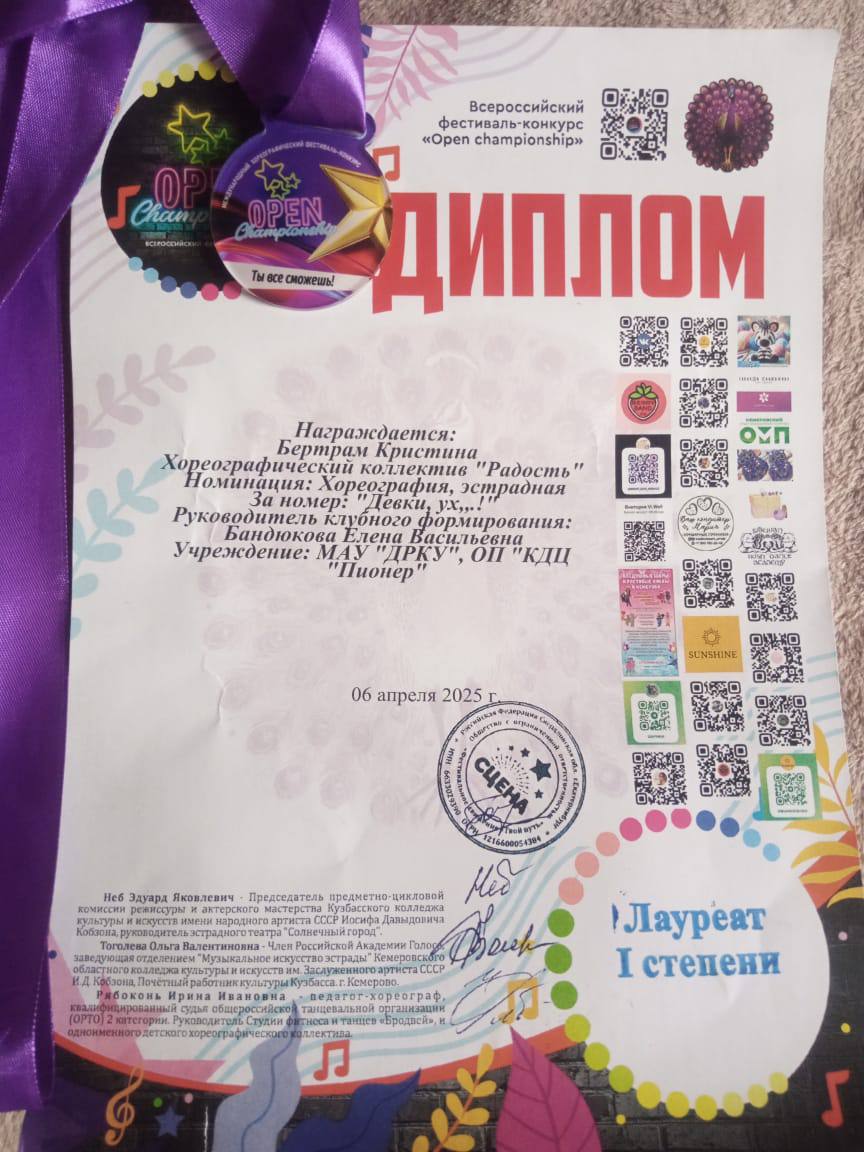 Всероссийский
фестиваль-конкурс
«Open championship»
МЕЖДУНАРОДНЫЙ ХОРЕОГРАФИЧЕСКИЙ ФЕСТИВАЛЬ-КОНКУРС
OPEN
Championship
Ты все сможешь!
ДИПЛОМ
Награждается:
Бертрам Кристина
Хореографический коллектив "Радость"
Номинация: Хореография, эстрадная
За номер: "Девки, ух,,..!"
Руководитель клубного формирования:
Бандюкова Елена Васильевна
Учреждение: МАУ "ДРКУ", ОП "КДЦ
"Пионер"
06 апреля 2025 г.
BERRY
BAND
ОМП
SUNSHINE
СЦЕНА
Неб Эдуард Яковлевич - Председатель предметно-цикловой
комиссии режиссуры и актерского мастерства Кузбасского колледжа
культуры и искусств имени народного артиста СССР Иосифа Давыдовича
Кобзона, руководитель эстрадного театра "Солнечный город".
Тоголева Ольга Валентиновна - Член Российской Академии Голоса,
заведующая отделением "Музыкальное искусство эстрады" Кемеровского
областного колледжа культуры и искусств им. Заслуженного артиста СССР
И.Д. Кобзона, Почётный работник культуры Кузбасса. г. Кемерово.
Рябоконь Ирина Ивановна - педагог-хореограф,
квалифицированный судья общероссийской танцевальной организации
(ОРТО) 2 категории. Руководитель Студии фитнеса и танцев «Бродвей», и
одноименного детского хореографического коллектива.
Лауреат
I степени